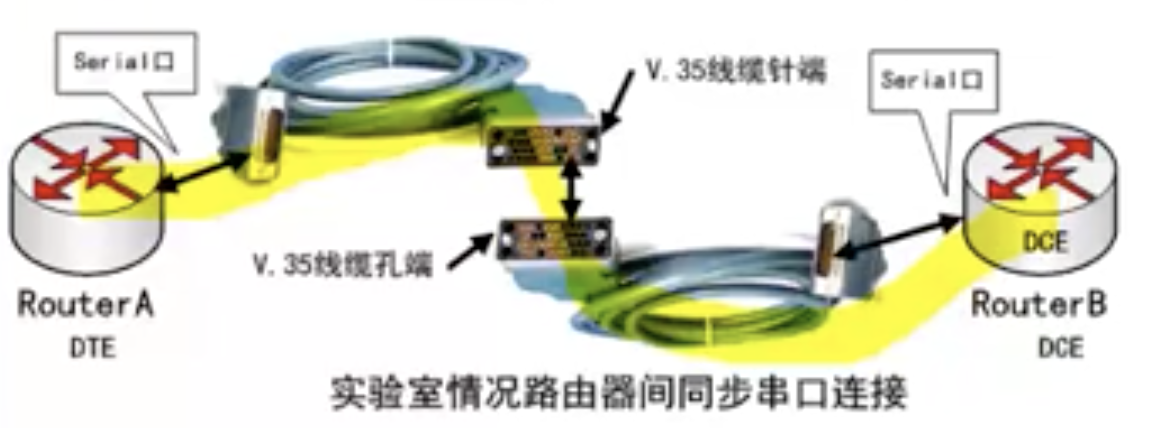 Serial口
V.35线缆针端
Serial口
V.35线缆孔端
DCE
RouterA
DTE
RouterB
DCE
实验室情况路由器间同步串口连接